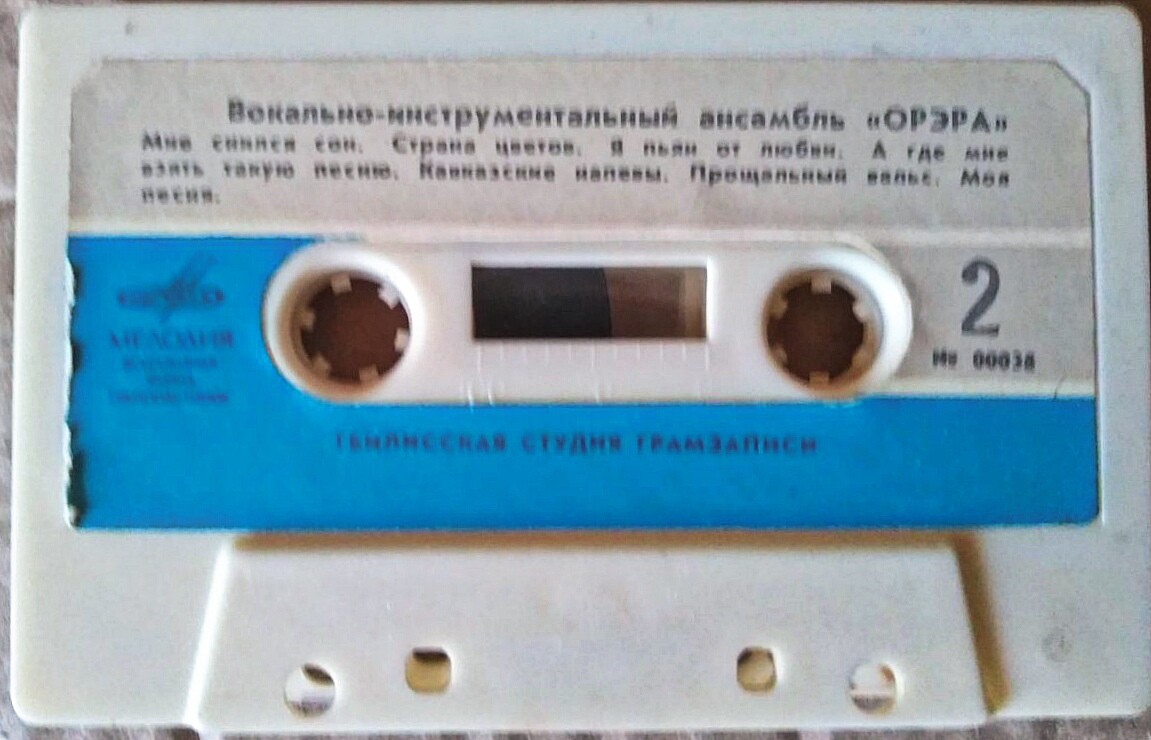 Вокально-инструментальный ансамбль «ОРЭРА»
Мне снился сон. Страна цветов. Я пьян от любви. А где мне
взять такую песню. Кавказские напевы. Прощальный вальс. Моя
песня.
2
МЕЛОДИЯ
№ 00038
ТБИЛИССКАЯ СТУДИЯ ГРАМЗАПИСИ